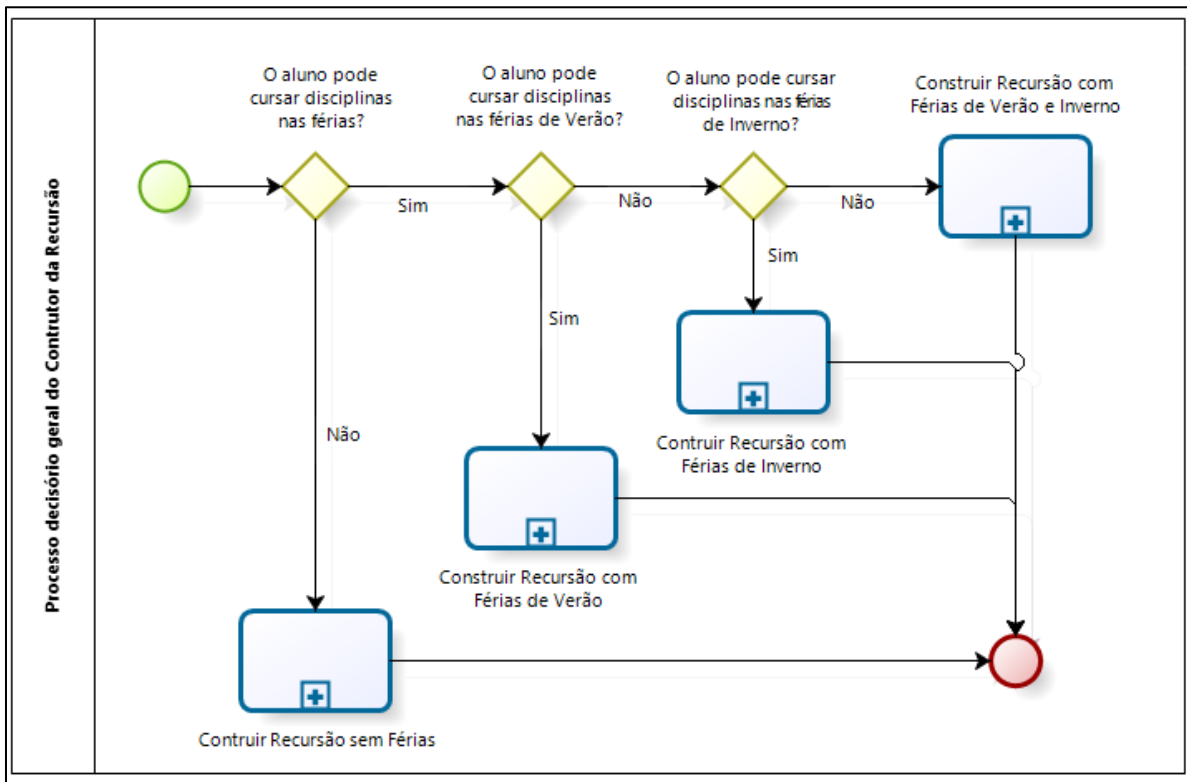 Processo decisório geral do Contrutor da Recursão
O aluno pode
cursar disciplinas
nas férias?
O aluno pode
cursar disciplinas
nas férias de Verão?
O aluno pode cursar
disciplinas nas férias
de Inverno?
Construir Recursão com
Férias de Verão e Inverno
Sim
Não
Não
Sim
Sim
Não
Contruir Recursão com
Férias de Inverno
Construir Recursão com
Férias de Verão
Contruir Recursão sem Férias